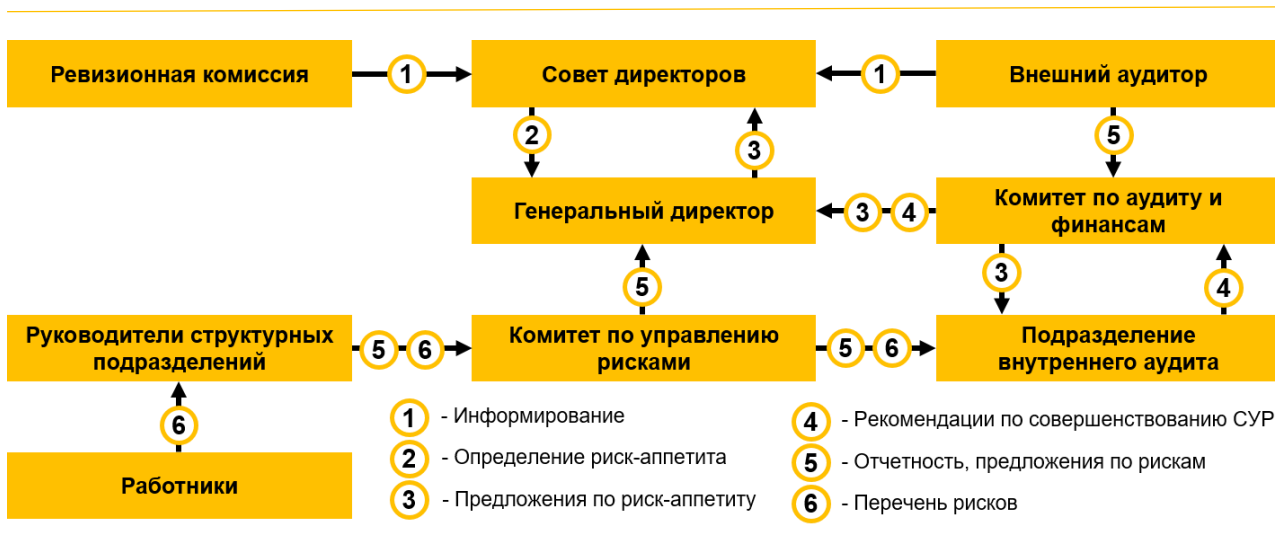 Ревизионная комиссия
1
Совет директоров
1
Внешний аудитор
2
3
5
Генеральный директор
3
4
Комитет по аудиту и
финансам
5
3
4
Руководители структурных
подразделений
5
6
Комитет по управлению
рисками
5
6
Подразделение
внутреннего аудита
6
Работники
1 - Информирование
2 - Определение риск-аппетита
3 - Предложения по риск-аппетиту
4 - Рекомендации по совершенствованию СУР
5 - Отчетность, предложения по рискам
6 - Перечень рисков